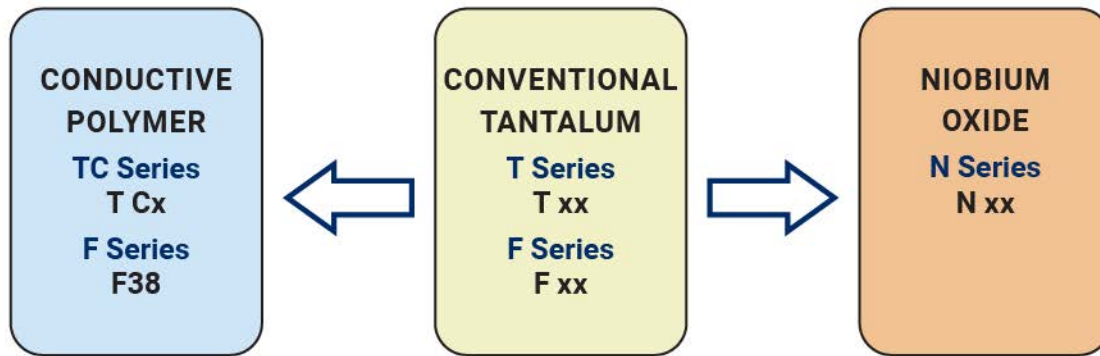 CONDUCTIVE
POLYMER
TC Series
T Cx
F Series
F38
CONVENTIONAL
TANTALUM
T Series
T xx
F Series
F xx
NIOBIUM
OXIDE
N Series
N xx